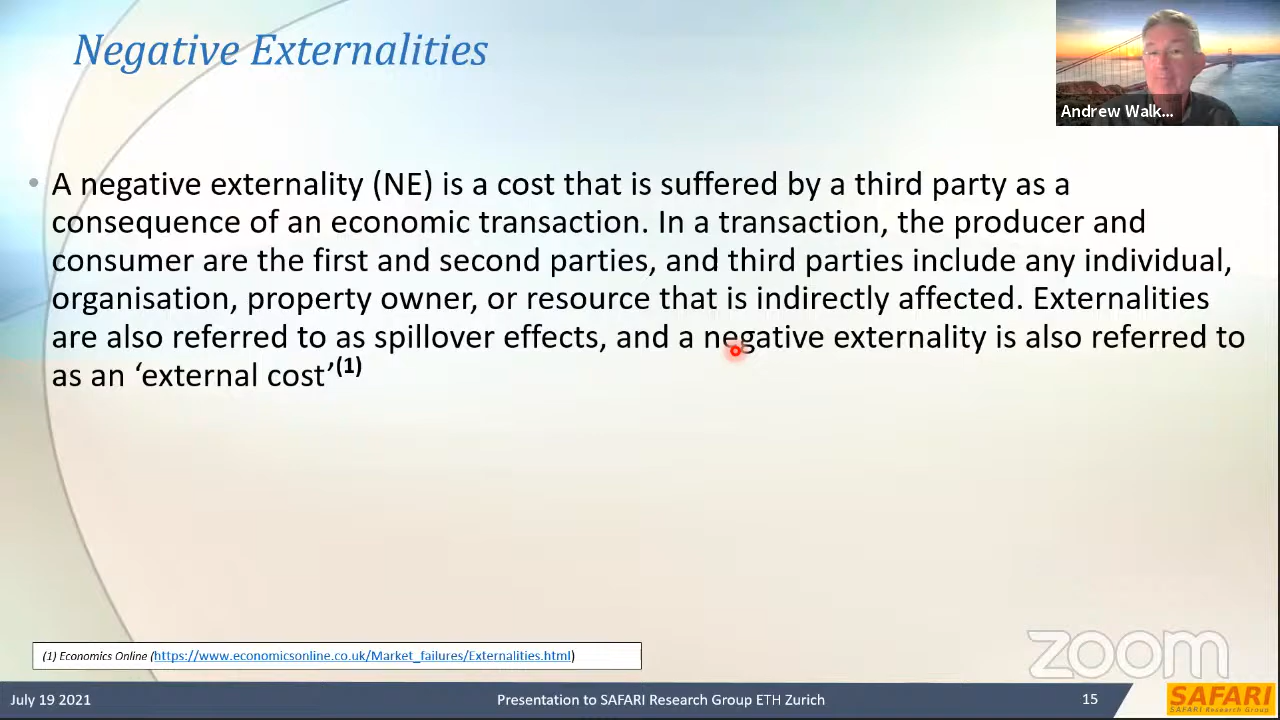 Negative Externalities
Andrew Walk...
• A negative externality (NE) is a cost that is suffered by a third party as a
consequence of an economic transaction. In a transaction, the producer and
consumer are the first and second parties, and third parties include any individual,
organisation, property owner, or resource that is indirectly affected. Externalities
are also referred to as spillover effects, and a negative externality is also referred to
as an ‘external cost’(1)
(1) Economics Online (https://www.economicsonline.co.uk/Market_failures/Externalities.html)
zoom
July 19 2021
Presentation to SAFARI Research Group ETH Zurich
15
SAFARI
SAFARI Research Group